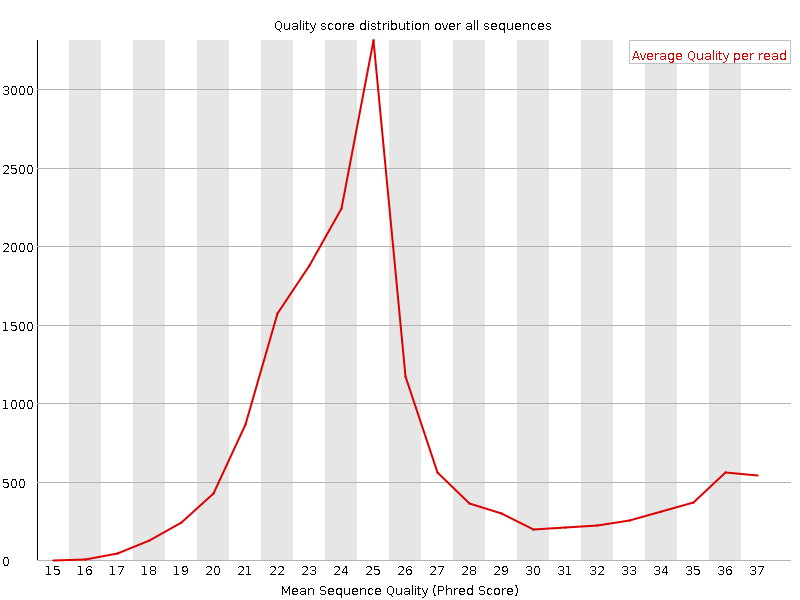 Quality score distribution over all sequences
Average Quality per read
3000
2500
2000
1500
1000
500
0
15 16 17 18 19 20 21 22 23 24 25 26 27 28 29 30 31 32 33 34 35 36 37
Mean Sequence Quality (Phred Score)